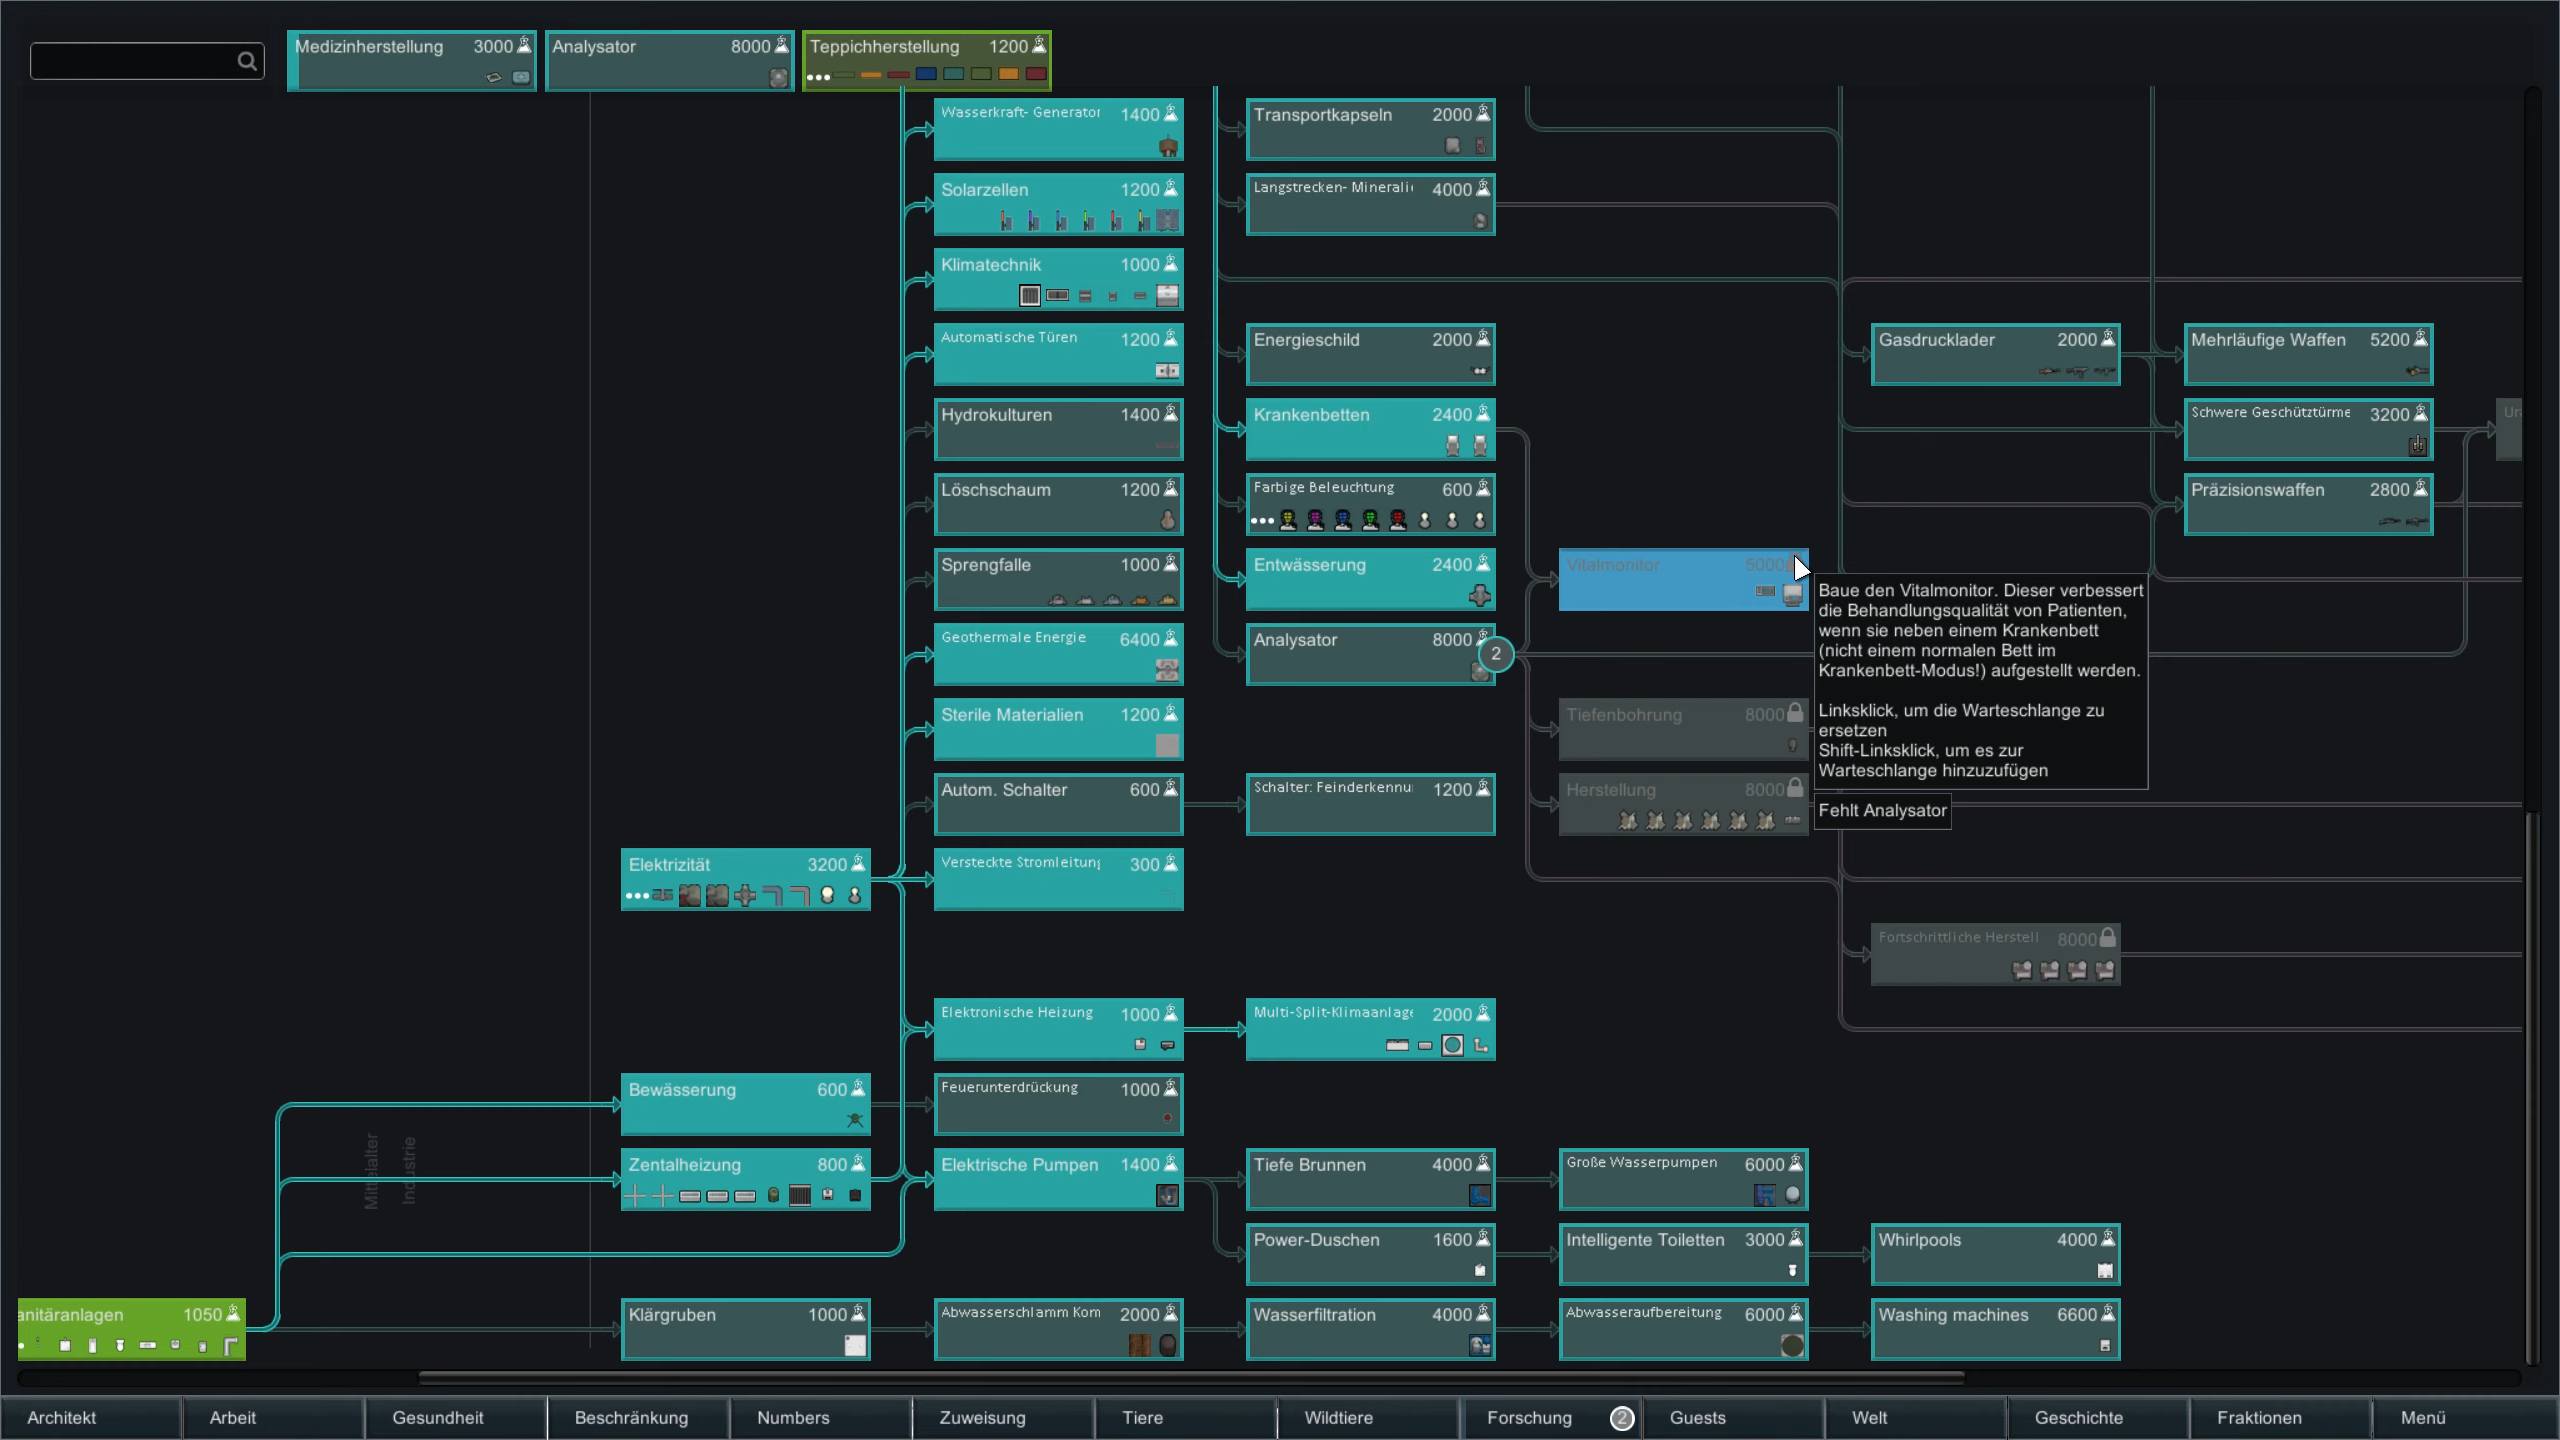 Medizinherstellung 3000
Analysator 8000
Teppichherstellung 1200
Wasserkraft- Generator 1400
Transportkapseln 2000
Solarzellen 1200
Langstrecken- Minerali 4000
Klimatechnik 1000
Automatische Türen 1200
Energieschild 2000
Gasdrucklader 2000
Mehrläufige Waffen 5200
Hydrokulturen 1400
Krankenbetten 2400
Schwere Geschütztürme 3200
Löschschaum 1200
Farbige Beleuchtung 600
Präzisionswaffen 2800
Sprengfalle 1000
Entwässerung 2400
Vitalmonitor 5000
Baue den Vitalmonitor. Dieser verbessert
die Behandlungsqualität von Patienten,
wenn sie neben einem Krankenbett
(nicht einem normalen Bett im
Krankenbett-Modus!) aufgestellt werden.
Linksklick, um die Warteschlange zu
ersetzen
Shift-Linksklick, um es zur
Warteschlange hinzuzufügen
Fehlt Analysator
Geothermale Energie 6400
Analysator 8000
2
Sterile Materialien 1200
Tiefenbohrung 8000
Autom. Schalter 600
Schalter: Feinderkennu 1200
Herstellung 8000
Elektrizität 3200
Versteckte Stromleitung 300
Fortschrittliche Herstell 8000
Elektronische Heizung 1000
Multi-Split-Klimaanlage 2000
Bewässerung 600
Feuerunterdrückung 1000
Mittelalter
Industrie
Zentalheizung 800
Elektrische Pumpen 1400
Tiefe Brunnen 4000
Große Wasserpumpen 6000
Power-Duschen 1600
Intelligente Toiletten 3000
Whirlpools 4000
anitäranlagen 1050
Klärgruben 1000
Abwasserschlamm Kom 2000
Wasserfiltration 4000
Abwasseraufbereitung 6000
Washing machines 6600
Architekt
Arbeit
Gesundheit
Beschränkung
Numbers
Zuweisung
Tiere
Wildtiere
Forschung 2
Guests
Welt
Geschichte
Fraktionen
Menü